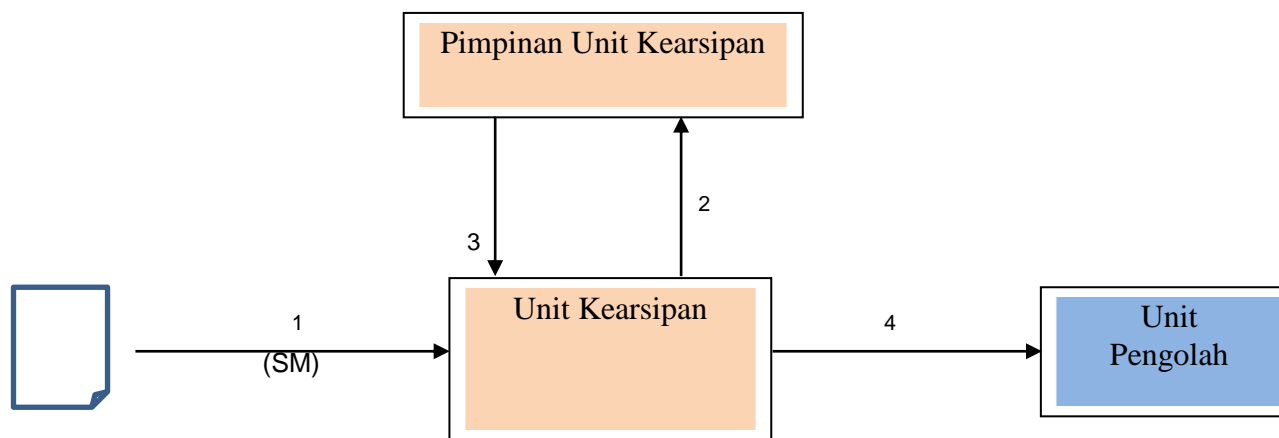 Pimpinan Unit Kearsipan
2
3
Unit Kearsipan
1
(SM)
4
Unit
Pengolah